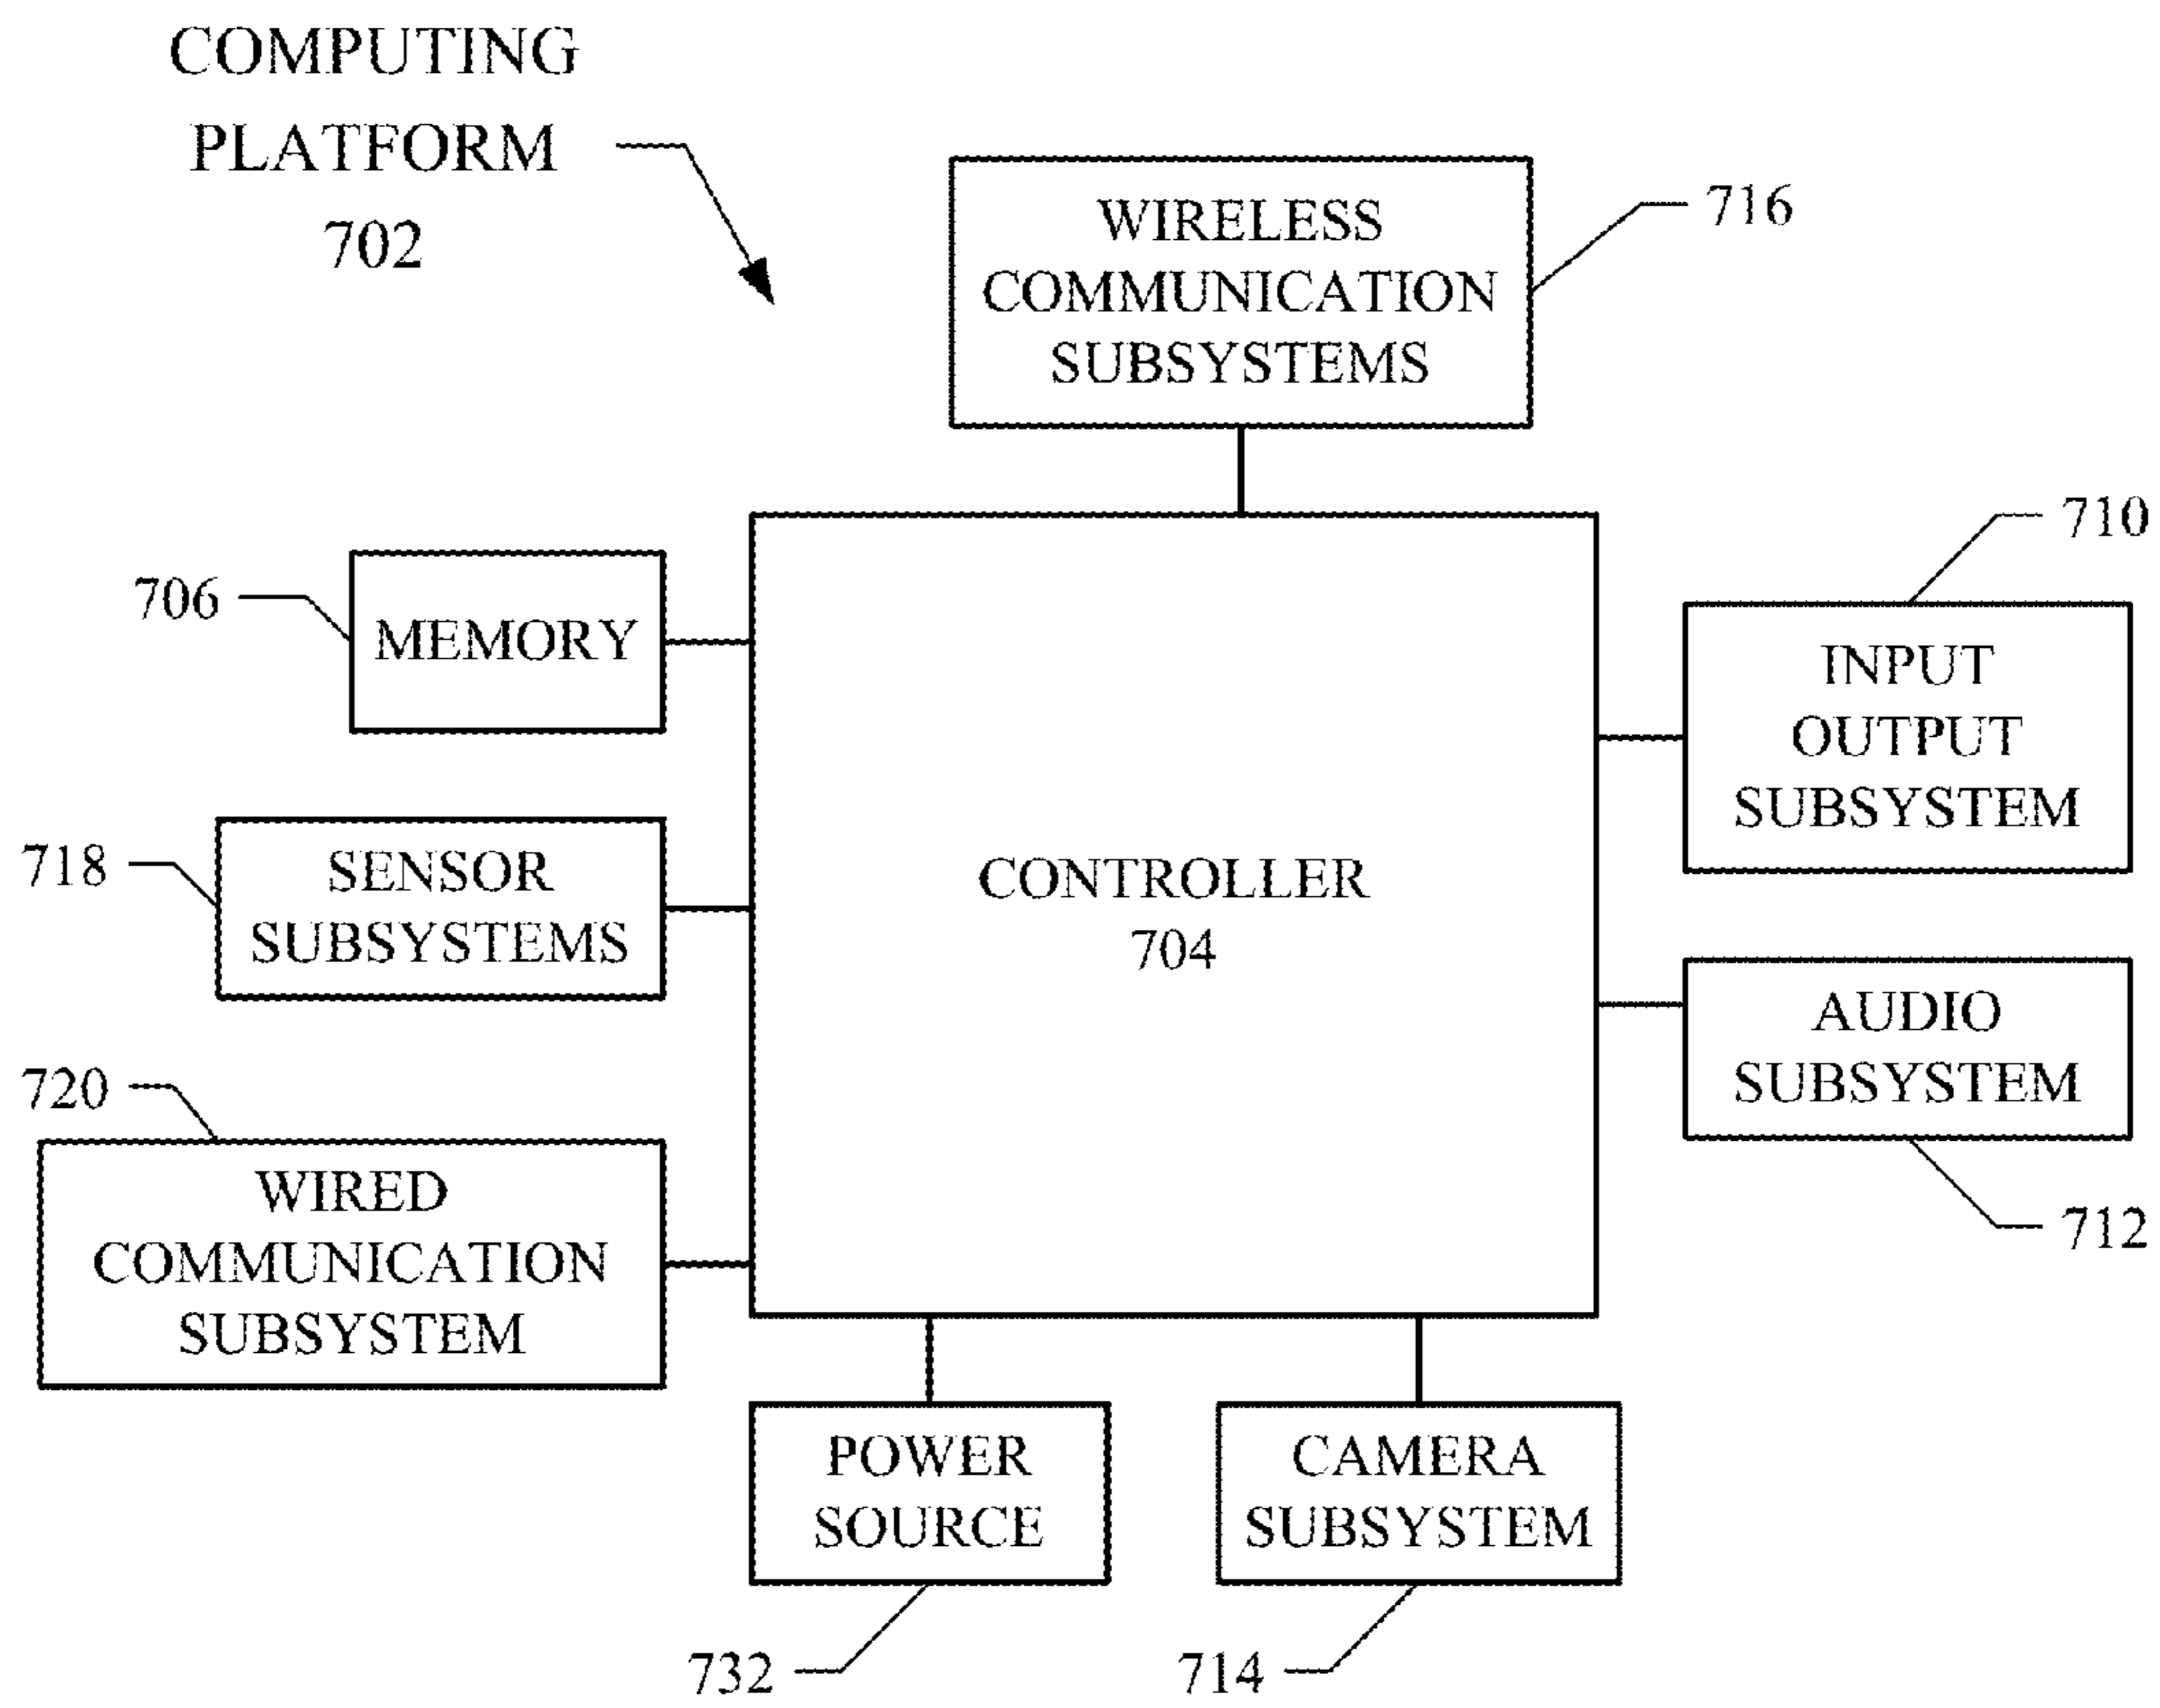 COMPUTING
PLATFORM
702
WIRELESS
COMMUNICATION
SUBSYSTEMS
716
706
MEMORY
710
INPUT
OUTPUT
SUBSYSTEM
718
SENSOR
SUBSYSTEMS
CONTROLLER
704
AUDIO
SUBSYSTEM
712
720
WIRED
COMMUNICATION
SUBSYSTEM
POWER
SOURCE
732
CAMERA
SUBSYSTEM
714